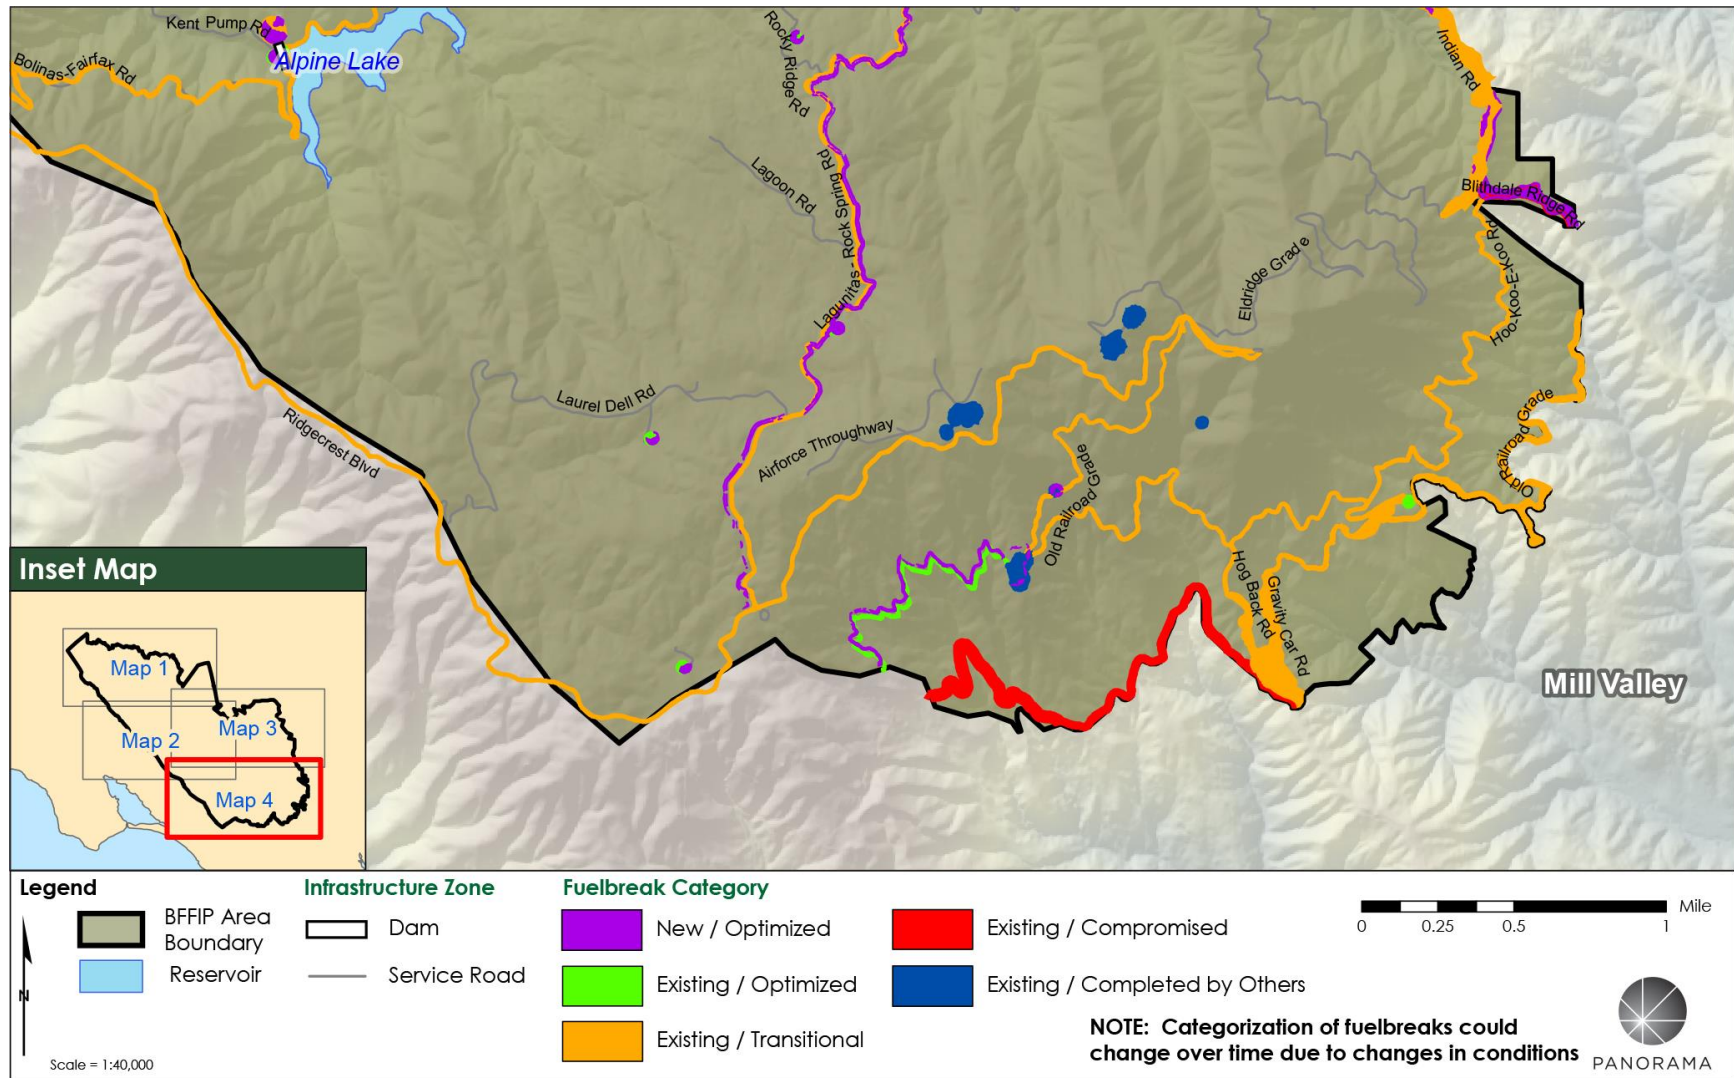 Kent Pump Rd
Bolinas-Fairfax Rd
Alpine Lake
Rocky Ridge Rd
Indian Rd
Lagoon Rd
Lagunitas - Rock Spring Rd
Blithdale Ridge Rd
Hoo-Koo-E-Koo Rd
Eldridge Grade
Laurel Dell Rd
Ridgecrest Blvd
Airforce Throughway
Old Railroad Grade
Old Railroad Grade
Hog Back Rd
Gravity Car Rd
Mill Valley
Inset Map
Map 1
Map 2
Map 3
Map 4
Legend
BFFIP Area
Boundary
Reservoir
N
Scale = 1:40,000
Infrastructure Zone
Dam
Service Road
Fuelbreak Category
New / Optimized
Existing / Optimized
Existing / Transitional
Existing / Compromised
Existing / Completed by Others
Mile
0 0.25 0.5 1
NOTE: Categorization of fuelbreaks could
change over time due to changes in conditions
PANORAMA